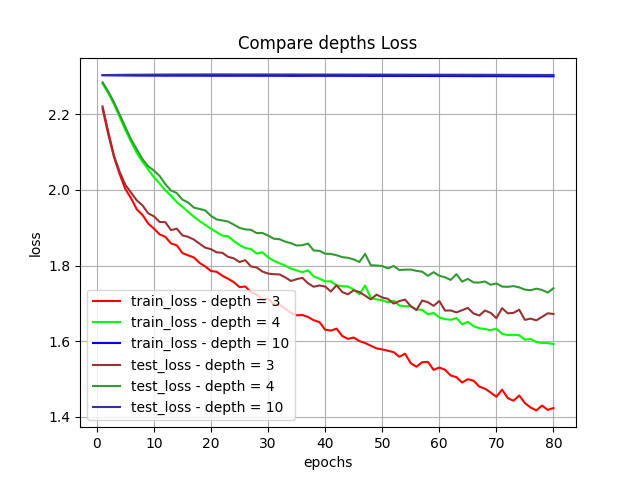 Compare depths Loss
loss
2.2
2.0
1.8
1.6
1.4
train_loss - depth = 3
train_loss - depth = 4
train_loss - depth = 10
test_loss - depth = 3
test_loss - depth = 4
test_loss - depth = 10
0 10 20 30 40 50 60 70 80
epochs